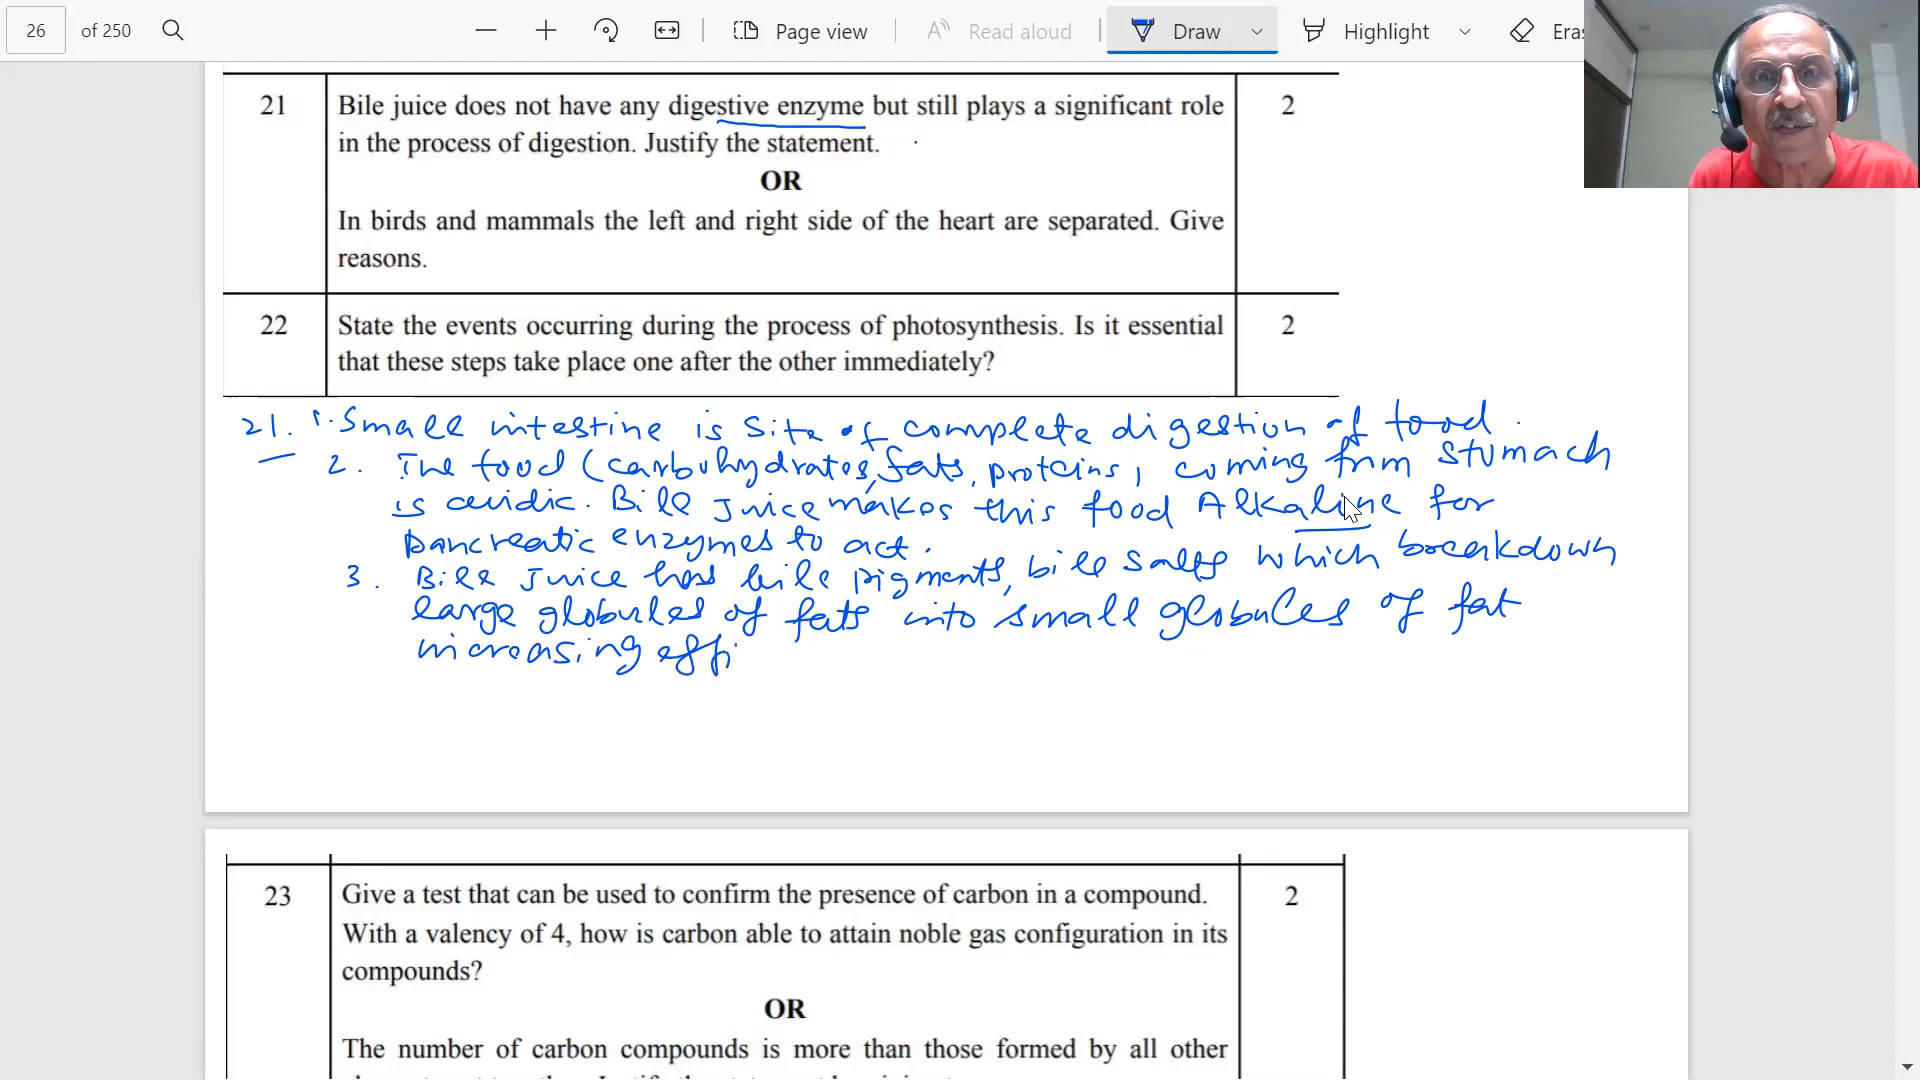 26 of 250 Page view Read aloud Draw Highlight Eras
21 Bile juice does not have any digestive enzyme but still plays a significant role 2
in the process of digestion. Justify the statement.
OR
In birds and mammals the left and right side of the heart are separated. Give
reasons.
22 State the events occurring during the process of photosynthesis. Is it essential 2
that these steps take place one after the other immediately?
21. 1. Small intestine is site of complete digestion of food.
2. The food (carbohydrates, fats, proteins) coming from stomach
is acidic. Bile Juice makes this food Alkaline for
pancreatic enzymes to act.
3. Bile Juice has bile pigments, bile salts which breakdown
large globules of fats into small globules of fat
increasing effi
23 Give a test that can be used to confirm the presence of carbon in a compound. 2
With a valency of 4, how is carbon able to attain noble gas configuration in its
compounds?
OR
The number of carbon compounds is more than those formed by all other